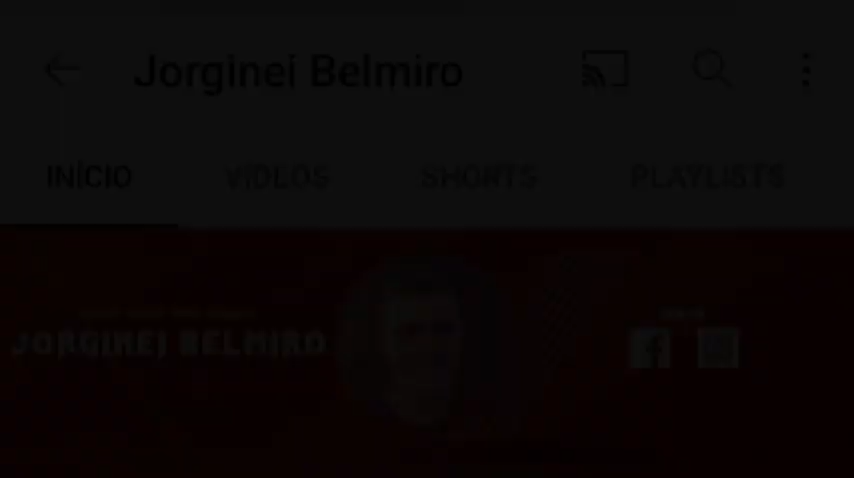 Jorginei Belmiro
INÍCIO VÍDEOS SHORTS PLAYLISTS
JORGINEI BELMIRO